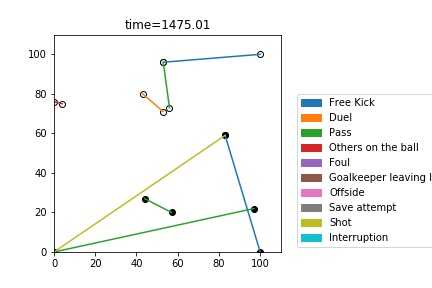 time=1475.01
100
80
60
40
20
0
0 20 40 60 80 100
Free Kick
Duel
Pass
Others on the ball
Foul
Goalkeeper leaving l
Offside
Save attempt
Shot
Interruption